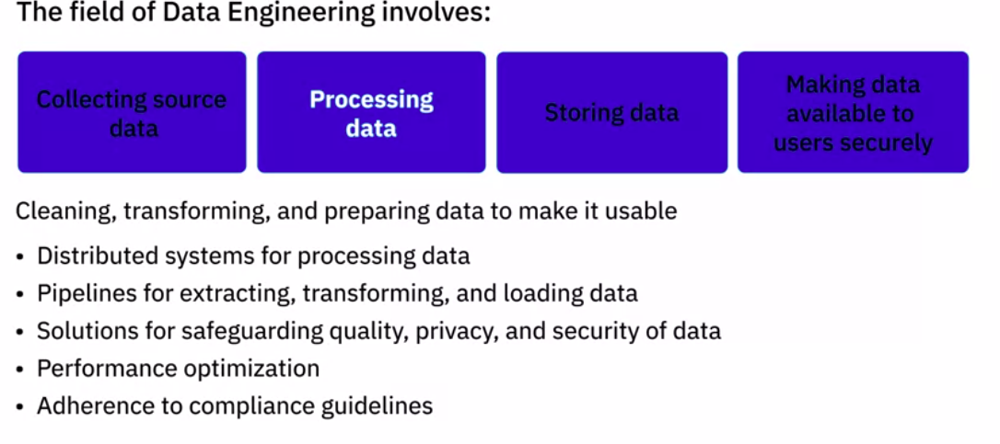 The field of Data Engineering involves:
Collecting source
data
Processing
data
Storing data
Making data
available to
users securely
Cleaning, transforming, and preparing data to make it usable
• Distributed systems for processing data
• Pipelines for extracting, transforming, and loading data
• Solutions for safeguarding quality, privacy, and security of data
• Performance optimization
• Adherence to compliance guidelines